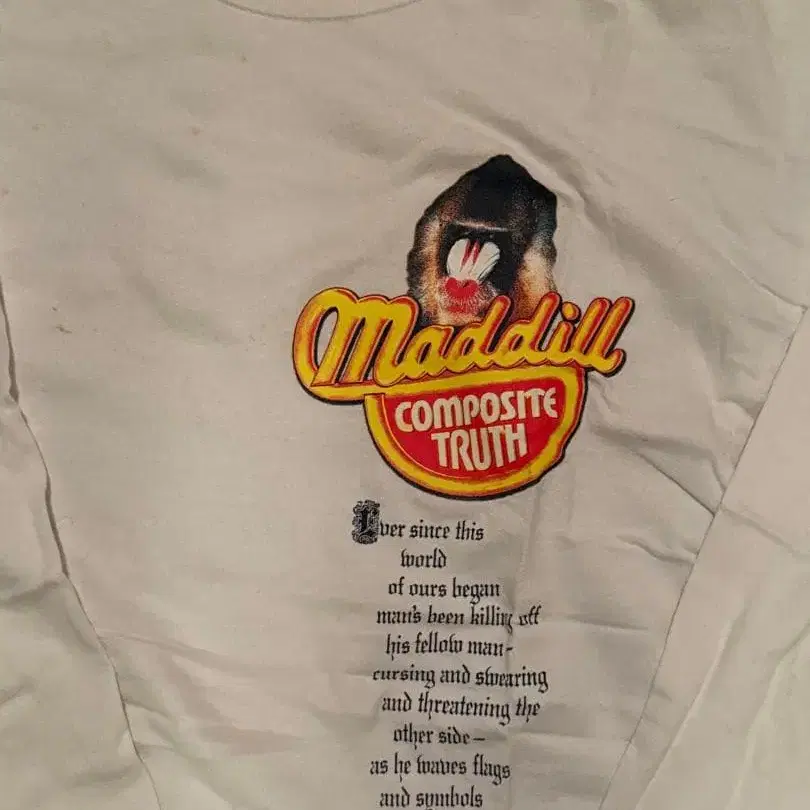 Maddill
COMPOSITE
TRUTH
Ever since this
world
of ours began
man's been killing off
his fellow man-
cursing and swearing
and threatening the
other side—
as he waves flags
and symbols